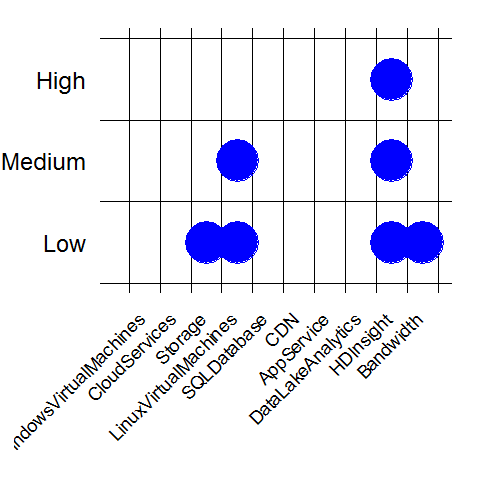 High
Medium
Low
ndowsVirtualMachines
CloudServices
Storage
LinuxVirtualMachines
SQLDatabase
CDN
AppService
DataLakeAnalytics
HDInsight
Bandwidth